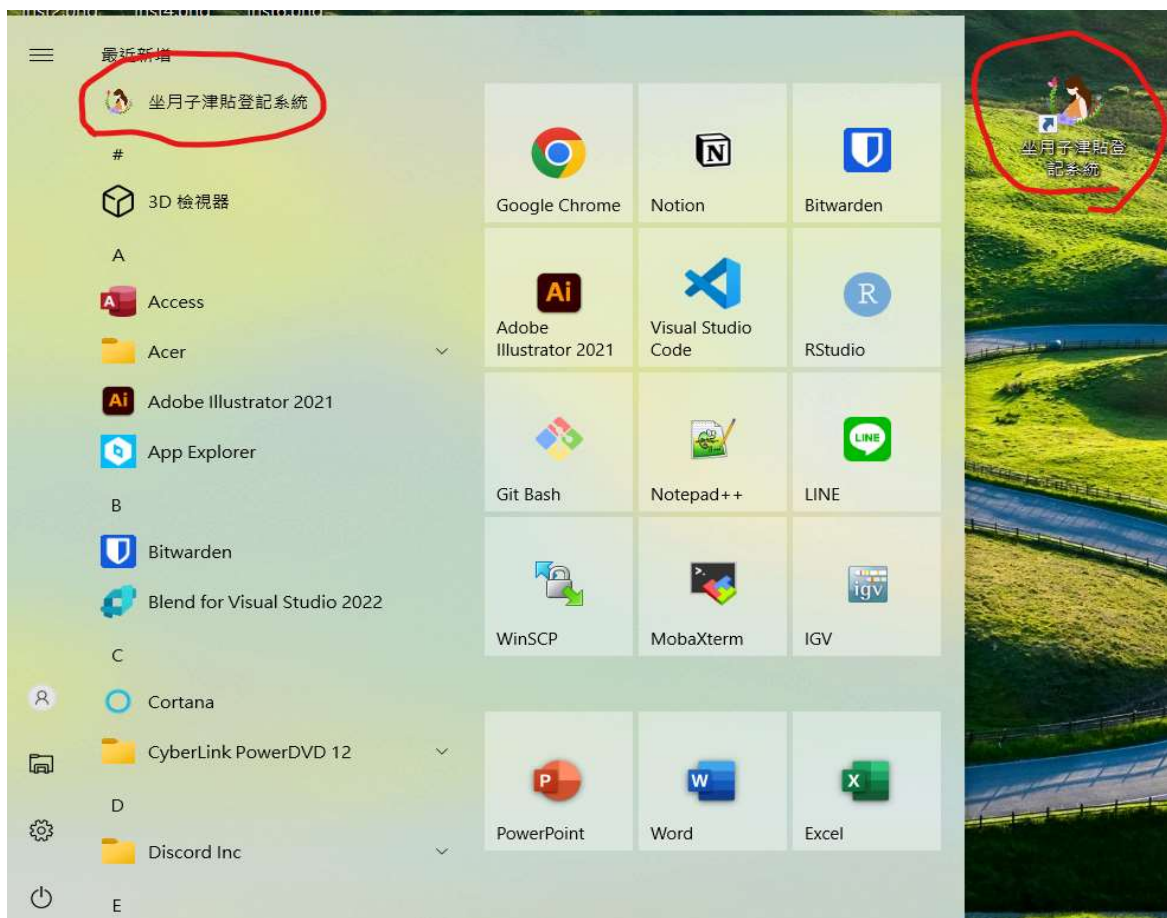 最近新增
坐月子津貼登記系統
#
3D 檢視器
A
Access
Acer
Adobe Illustrator 2021
App Explorer
B
Bitwarden
Blend for Visual Studio 2022
C
Cortana
CyberLink PowerDVD 12
D
Discord Inc
E
Google Chrome
Notion
Bitwarden
Ai
Adobe
Illustrator 2021
Visual Studio
Code
R
RStudio
Git Bash
Notepad++
LINE
LINE
WinSCP
MobaXterm
igv
IGV
P
PowerPoint
W
Word
X
Excel
坐月子津貼登
記系統